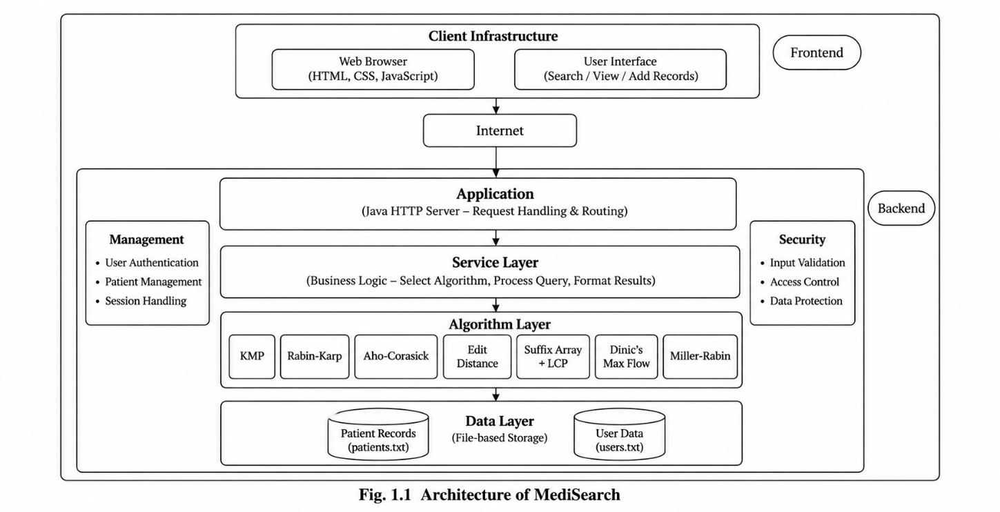 Client Infrastructure
Web Browser
(HTML, CSS, JavaScript)
User Interface
(Search / View / Add Records)
Frontend
Internet
Application
(Java HTTP Server – Request Handling & Routing)
Backend
Management
• User Authentication
• Patient Management
• Session Handling
Service Layer
(Business Logic – Select Algorithm, Process Query, Format Results)
Security
• Input Validation
• Access Control
• Data Protection
Algorithm Layer
KMP
Rabin-Karp
Aho-Corasick
Edit
Distance
Suffix Array
+ LCP
Dinic's
Max Flow
Miller-Rabin
Data Layer
(File-based Storage)
Patient Records
(patients.txt)
User Data
(users.txt)
Fig. 1.1 Architecture of MediSearch